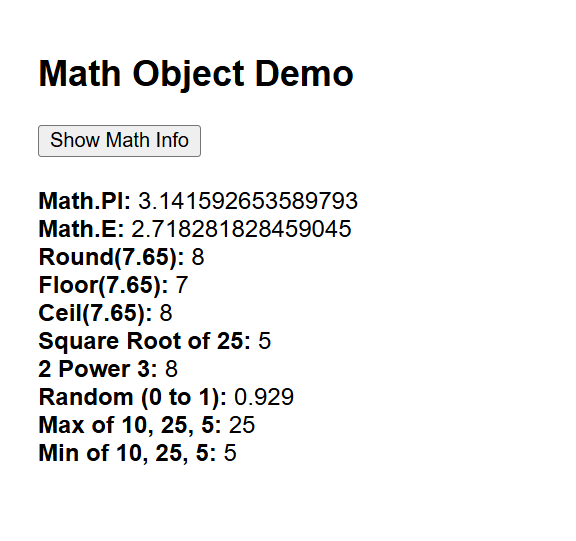 Math Object Demo
Show Math Info
Math.PI: 3.141592653589793
Math.E: 2.718281828459045
Round(7.65): 8
Floor(7.65): 7
Ceil(7.65): 8
Square Root of 25: 5
2 Power 3: 8
Random (0 to 1): 0.929
Max of 10, 25, 5: 25
Min of 10, 25, 5: 5